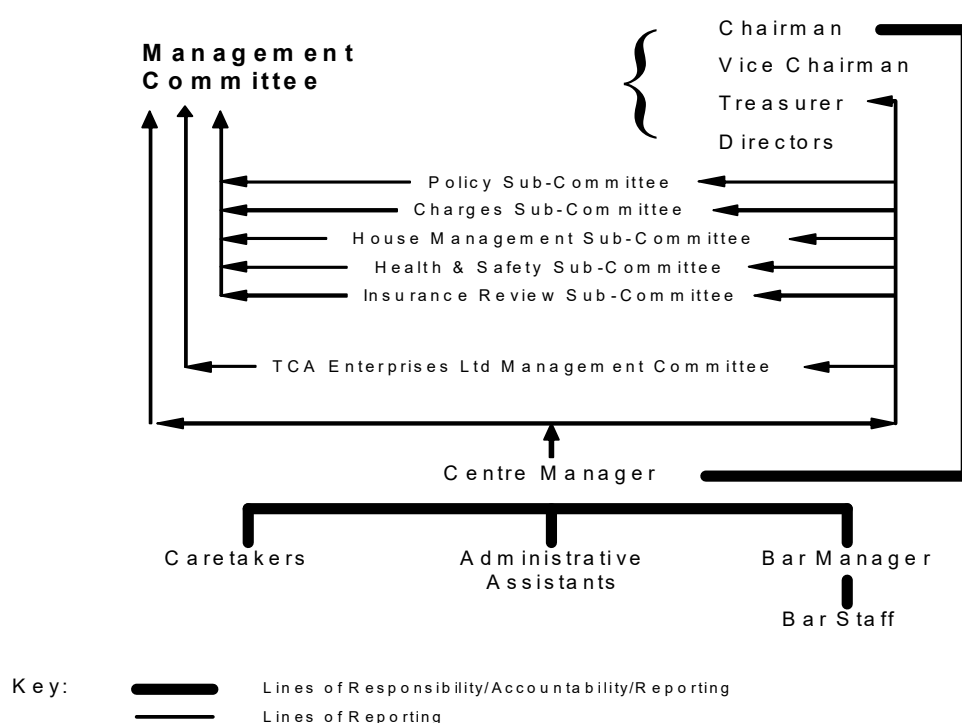 Management
Committee
Chairman
Vice Chairman
Treasurer
Directors
Policy Sub-Committee
Charges Sub-Committee
House Management Sub-Committee
Health & Safety Sub-Committee
Insurance Review Sub-Committee
TCA Enterprises Ltd Management Committee
Centre Manager
Caretakers
Administrative
Assistants
Bar Manager
Bar Staff
Key:
Lines of Responsibility/Accountability/Reporting
Lines of Reporting